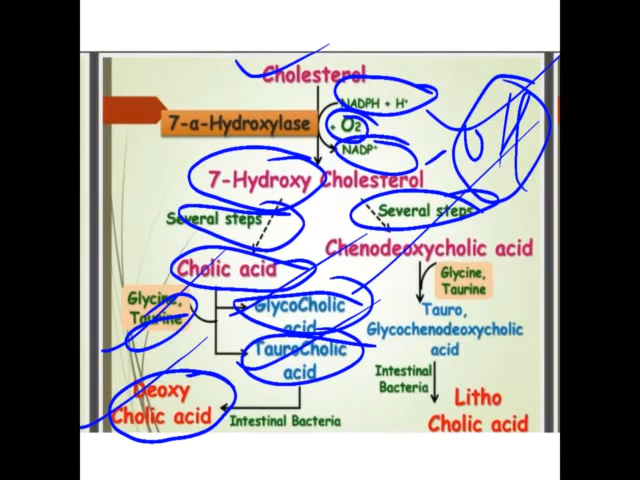 Cholesterol
NADPH + H⁺
7-α-Hydroxylase
+ O₂
NADP⁺
7-Hydroxy Cholesterol
Several steps
Several steps
Cholic acid
Chenodeoxycholic acid
Glycine,
Taurine
Glycine,
Taurine
GlycoCholic
acid
TauroCholic
acid
Tauro,
Glycochenodeoxycholic
acid
Intestinal
Bacteria
Deoxy
Cholic acid
Intestinal Bacteria
Litho
Cholic acid
OH